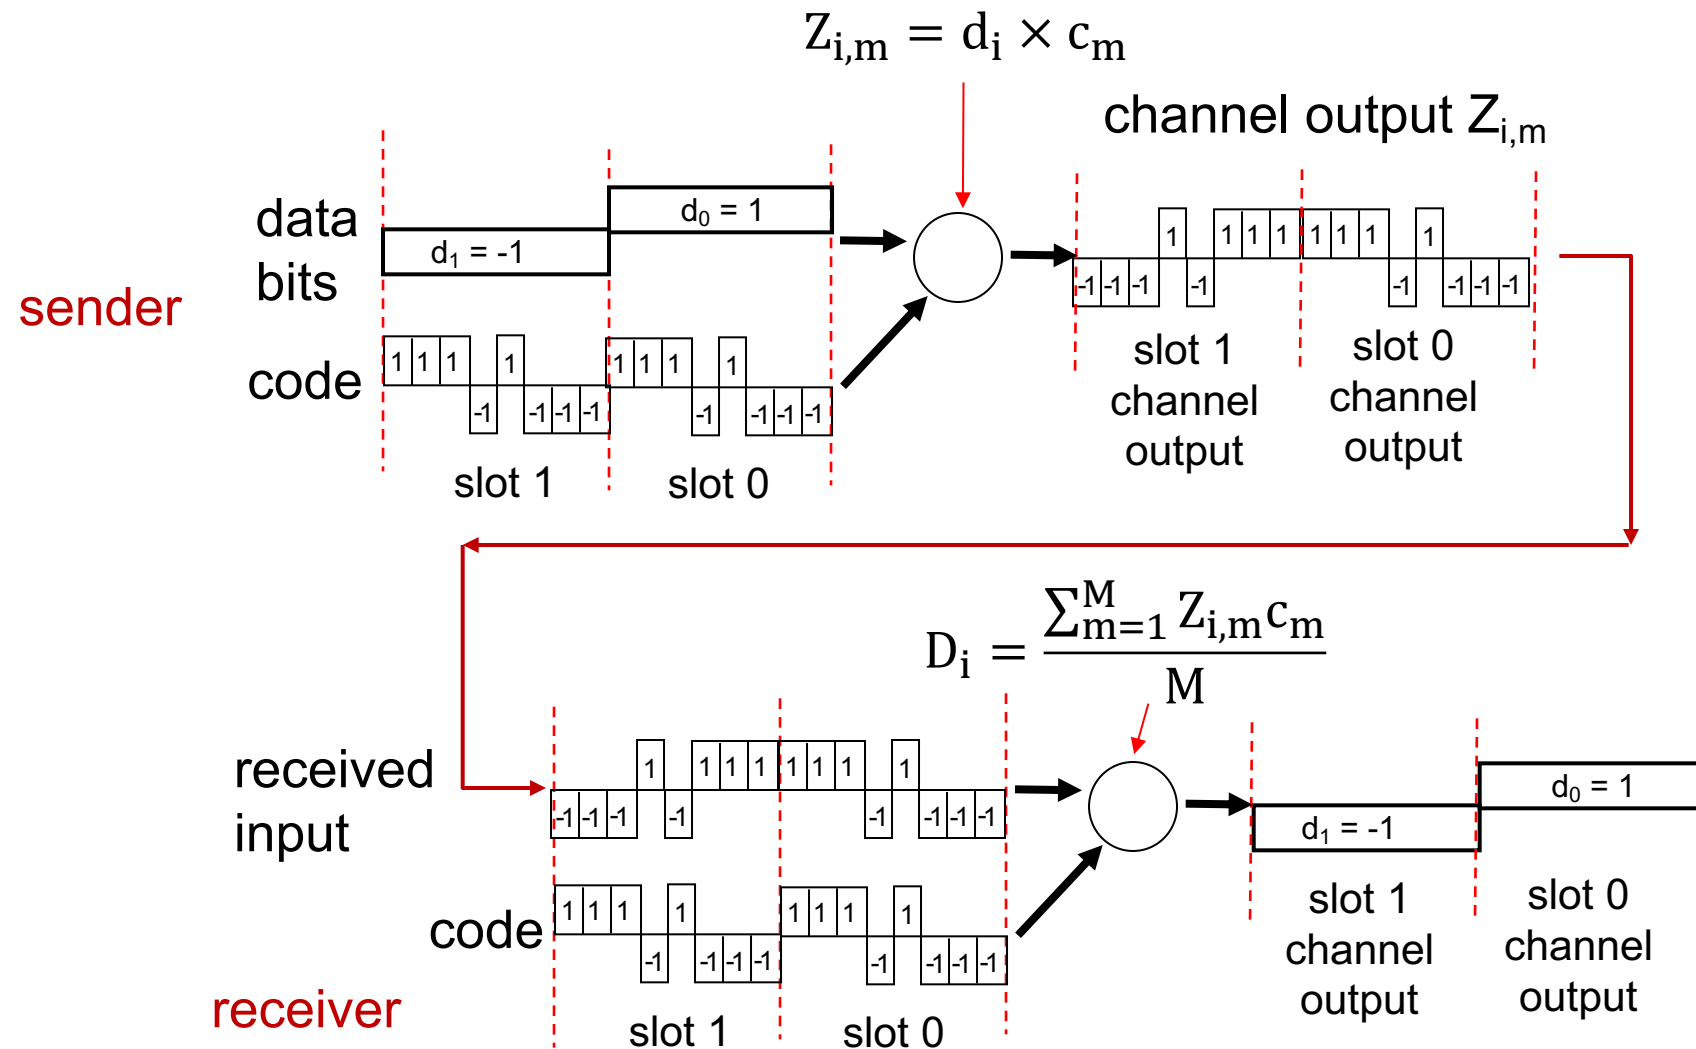 Z_{i,m} = d_i × c_m
channel output Z_{i,m}
sender
data
bits
d_1 = -1
d_0 = 1
code
1 1 1 -1 1 -1 -1 -1 1 1 1 -1 1 -1 -1 -1
slot 1
slot 0
-1 -1 -1 1 -1 1 1 1 1 1 1 -1 1 -1 -1 -1
slot 1
channel
output
slot 0
channel
output
D_i = \frac{\sum_{m=1}^{M} Z_{i,m} c_m}{M}
received
input
-1 -1 -1 1 -1 1 1 1 1 1 1 -1 1 -1 -1 -1
code
1 1 1 -1 1 -1 -1 -1 1 1 1 -1 1 -1 -1 -1
receiver
slot 1
slot 0
d_1 = -1
d_0 = 1
slot 1
channel
output
slot 0
channel
output